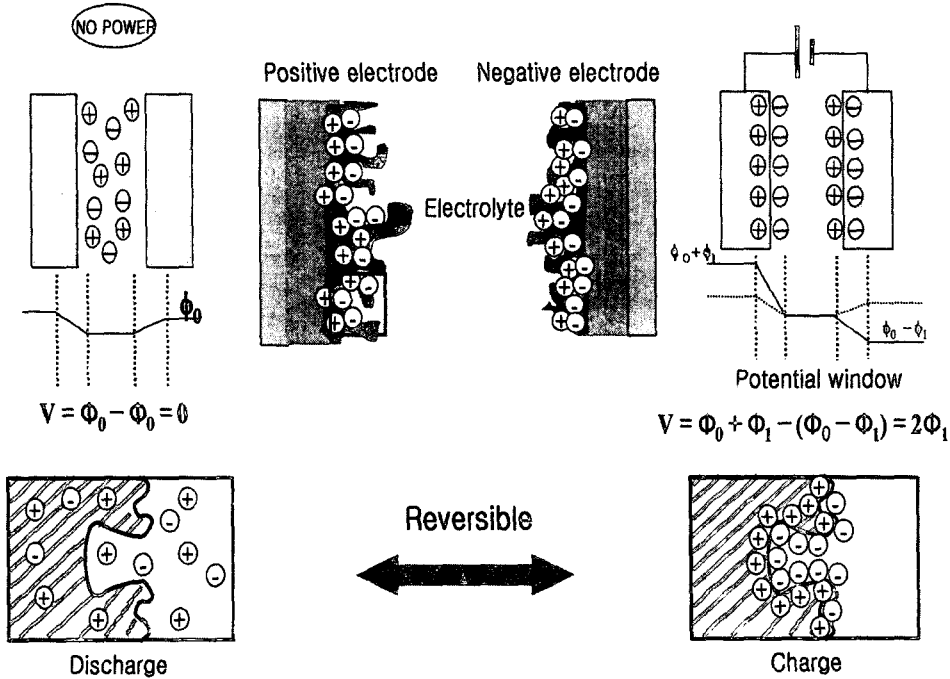 NO POWER
Positive electrode
Negative electrode
Electrolyte
ϕ₀
ϕ₀+ϕ₁
ϕ₀−ϕ₁
Potential window
V = Φ₀ − Φ₀ = 0
V = Φ₀ + Φ₁ − (Φ₀ − Φ₁) = 2Φ₁
Reversible
Discharge
Charge